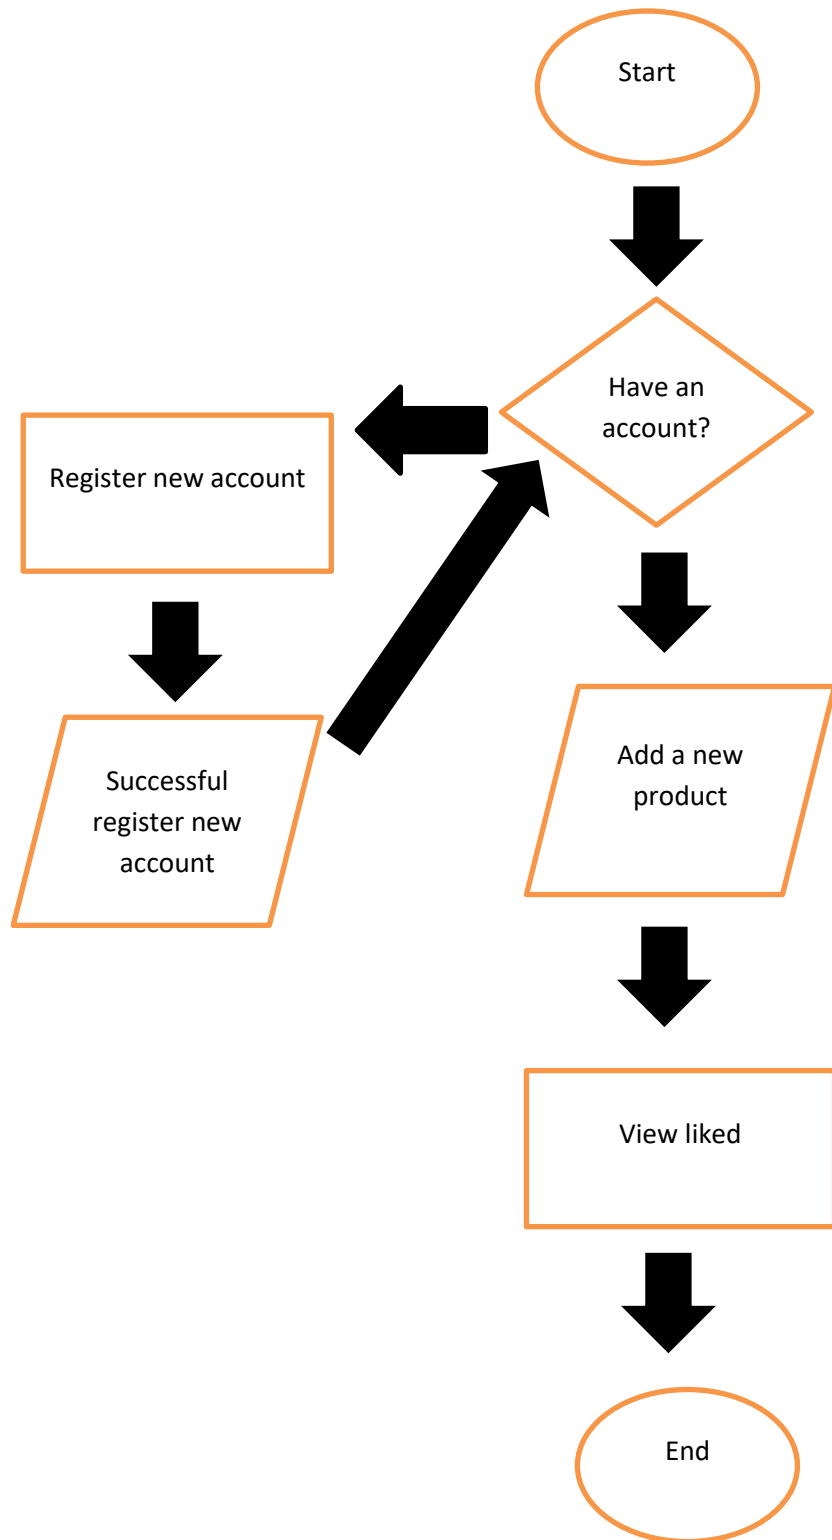 Start
Have an
account?
Register new account
Successful
register new
account
Add a new
product
View liked
End